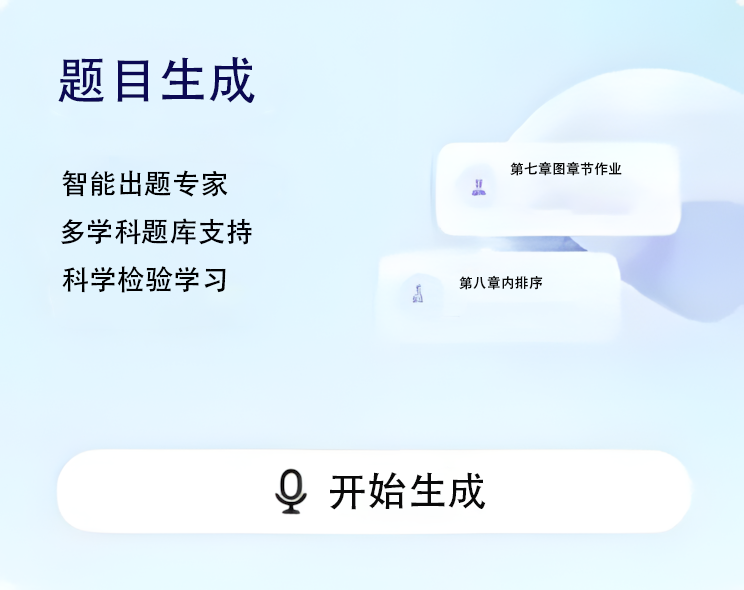 题目生成
智能出题专家
多学科题库支持
科学检验学习
第七章图章节作业
第八章内排序
开始生成